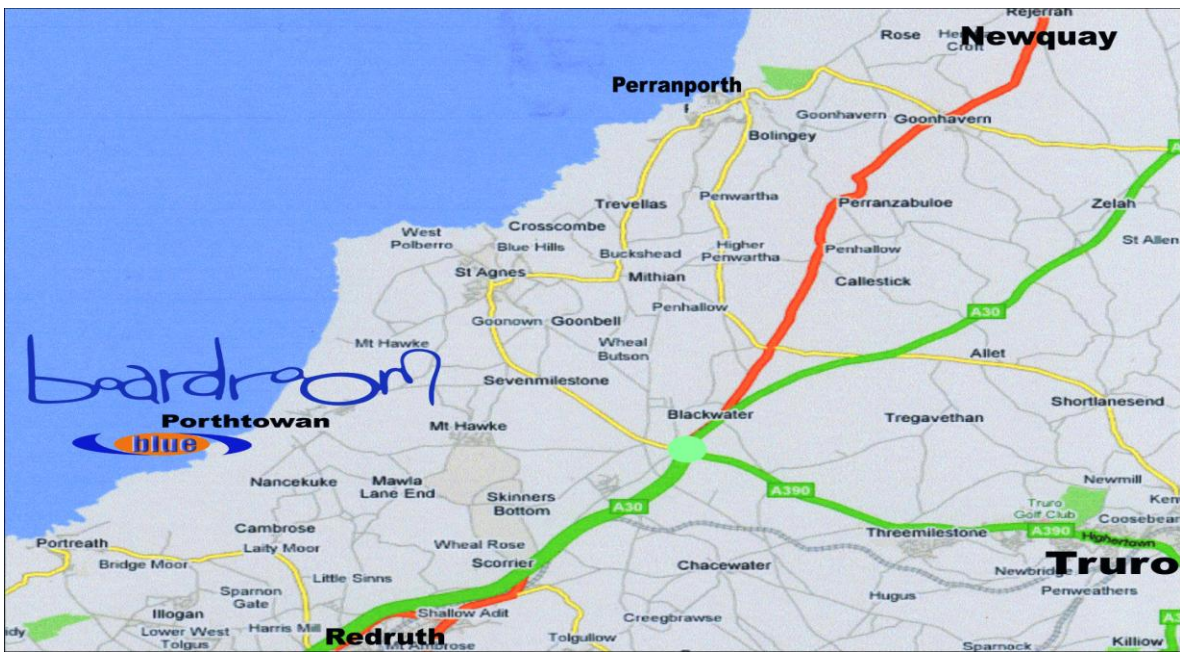 Rejerrah
Newquay
Rose
Perranporth
Goonhavern
Goonhavern
Bolingey
Trevellas
Penwartha
Perranzabuloe
Zelah
Crosscombe
West
Polberro
Blue Hills
Higher
Penwartha
Penhallow
St Allen
Buckshead
St Agnes
Mithian
Callestick
Penhallow
A30
Goonown
Goonbell
Mt Hawke
Wheal
Butson
Allet
boardroom
Sevenmilestone
Shortlanesend
Porthtowan
Blackwater
Tregavethan
blue
Mt Hawke
Nancekuke
Mawla
Lane End
Skinners
Bottom
A30
A390
Newmill
Truro
Golf Club
Cambrose
Threemilestone
A390
Highertown
Portreath
Laity Moor
Wheal Rose
Bridge Moor
Scorrier
Chacewater
Newbridge
Truro
Little Sinns
Sparnon
Gate
Hugus
Penweathers
Illogan
Shallow Adit
Creegbrawse
Lower West
Tolgus
Harris Mill
Redruth
Mt Ambrose
Tolgullow
Sparnock
Killiow